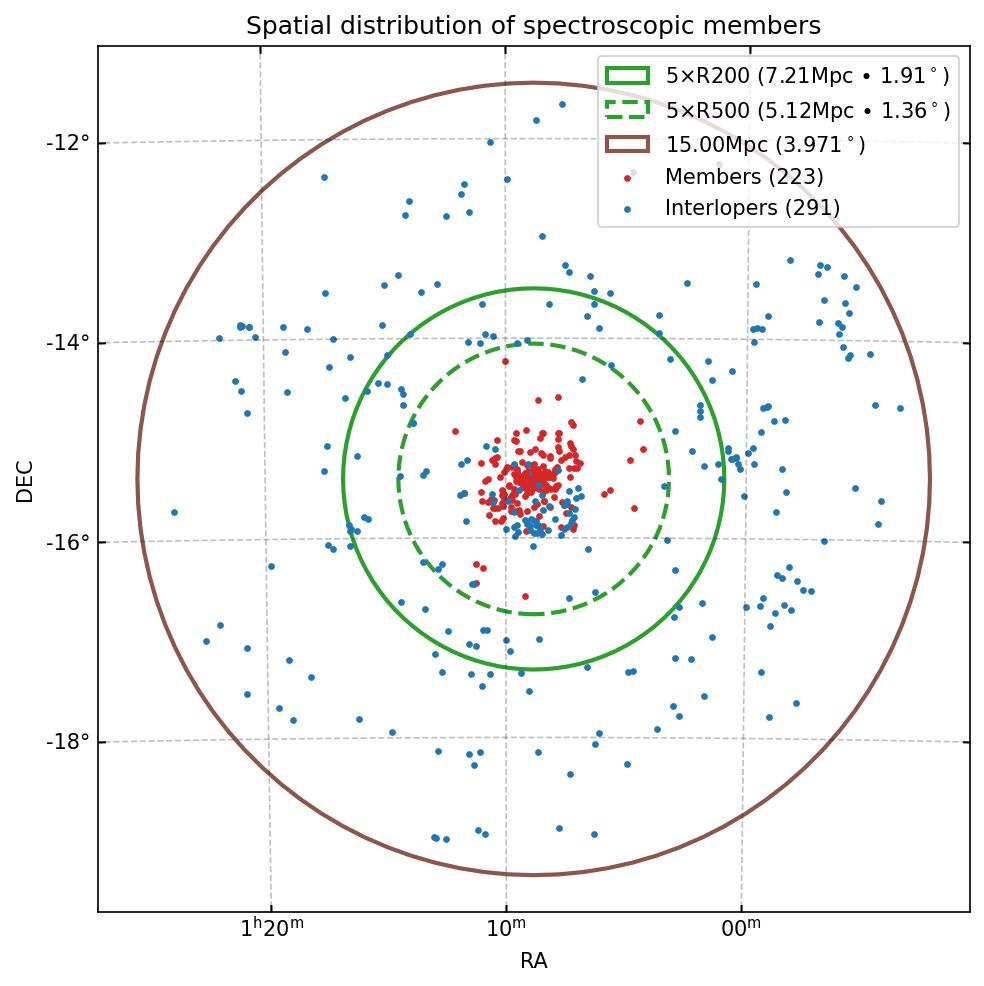 Spatial distribution of spectroscopic members
5×R200 (7.21Mpc • 1.91°)
5×R500 (5.12Mpc • 1.36°)
15.00Mpc (3.971°)
Members (223)
Interlopers (291)
-12°
-14°
-16°
-18°
DEC
1ʰ20ᵐ 10ᵐ 00ᵐ
RA